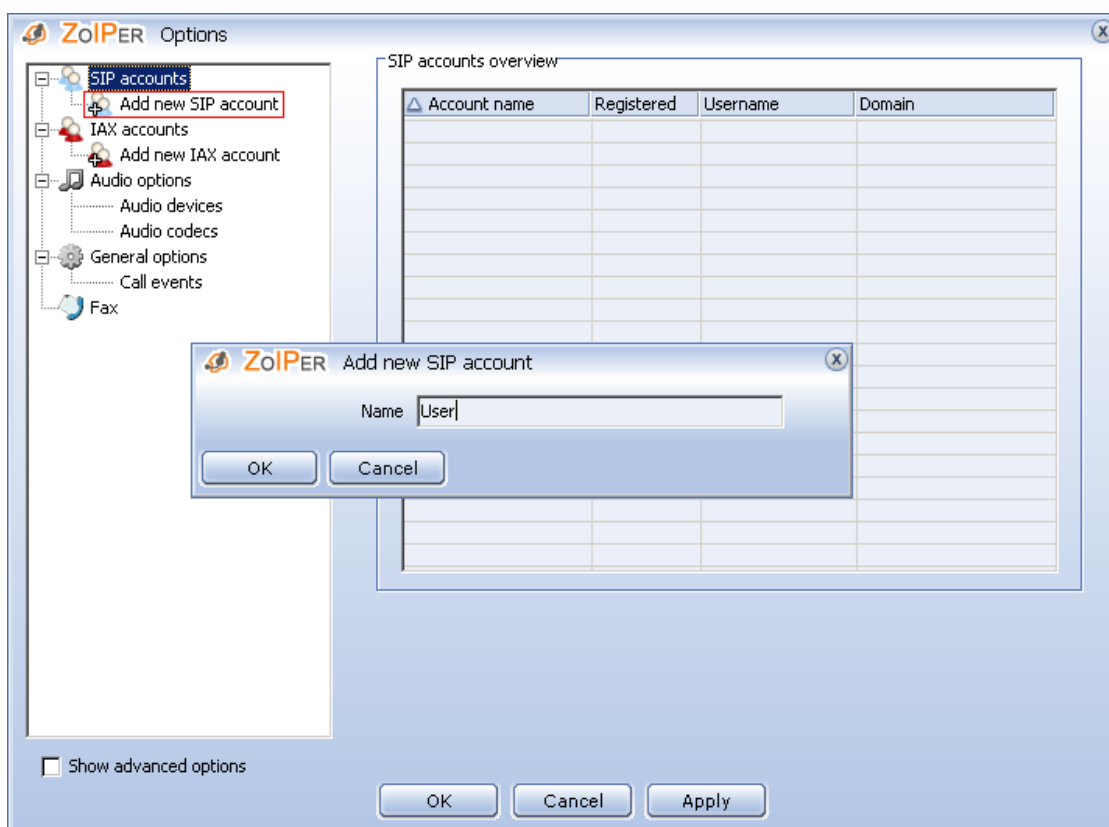 ZOIPER Options
SIP accounts
Add new SIP account
IAX accounts
Add new IAX account
Audio options
Audio devices
Audio codecs
General options
Call events
Fax
SIP accounts overview
Account name Registered Username Domain
ZOIPER Add new SIP account
Name User
OK Cancel
Show advanced options
OK Cancel Apply